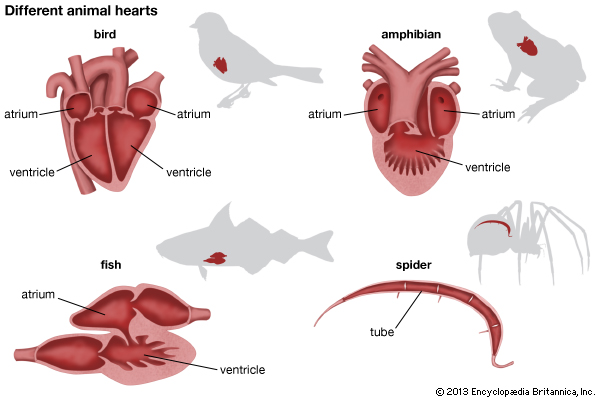 Different animal hearts
bird
atrium
atrium
ventricle
ventricle
amphibian
atrium
atrium
ventricle
fish
atrium
ventricle
spider
tube
© 2013 Encyclopædia Britannica, Inc.